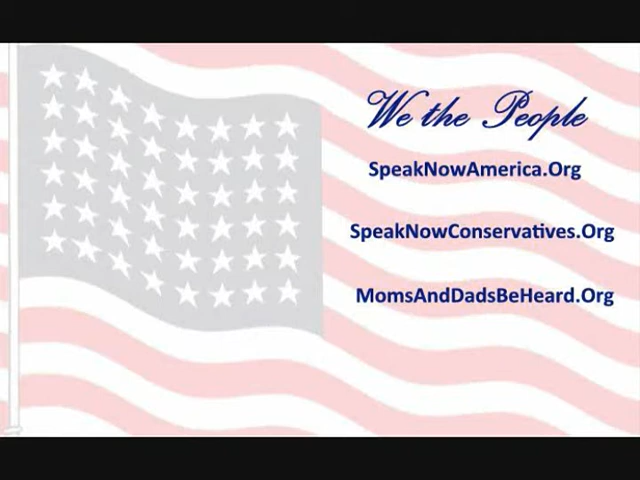 We the People
SpeakNowAmerica.Org
SpeakNowConservatives.Org
MomsAndDadsBeHeard.Org